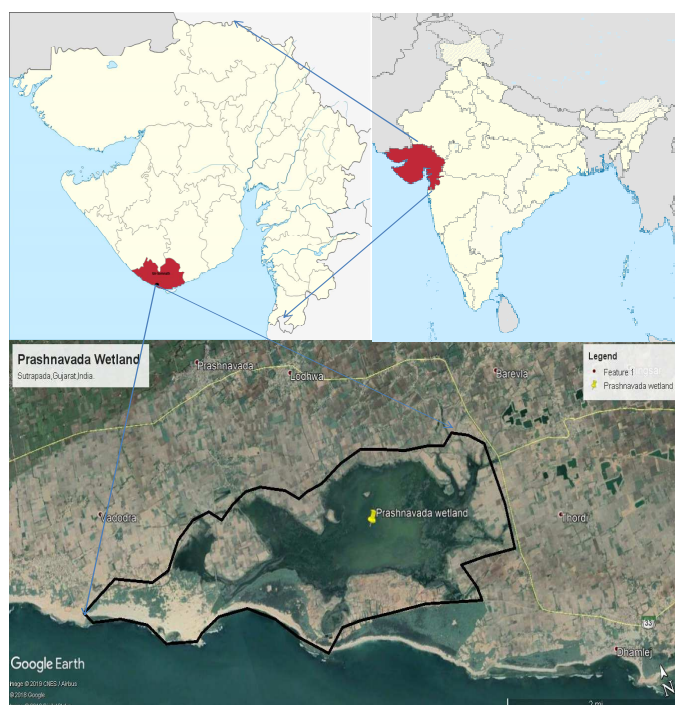 Prashnavada Wetland
Sutrapada,Gujarat,India.
Legend
Feature 1
Prashnavada wetland
Prashnavada
Lodhwa
Barevla
Prashnavada wetland
Vadodra
Thordi
Dhamlej
Google Earth
Image © 2019 CNES / Airbus
© 2018 Google
N
2 mi